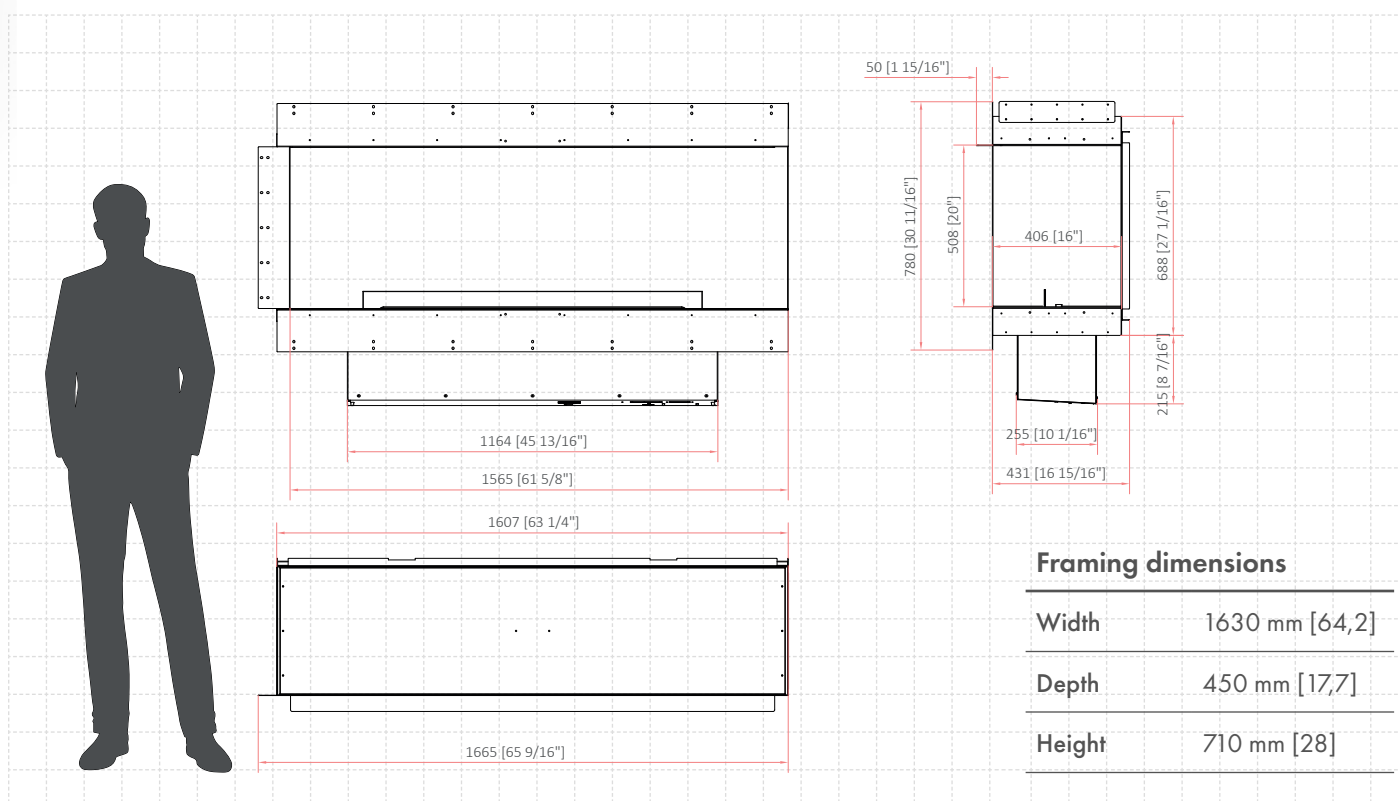 50 [1 15/16"]
780 [30 11/16"]
508 [20"]
406 [16"]
688 [27 1/16"]
215 [8 7/16"]
255 [10 1/16"]
431 [16 15/16"]
1164 [45 13/16"]
1565 [61 5/8"]
1607 [63 1/4"]
1665 [65 9/16"]
Framing dimensions
Width 1630 mm [64,2]
Depth 450 mm [17,7]
Height 710 mm [28]